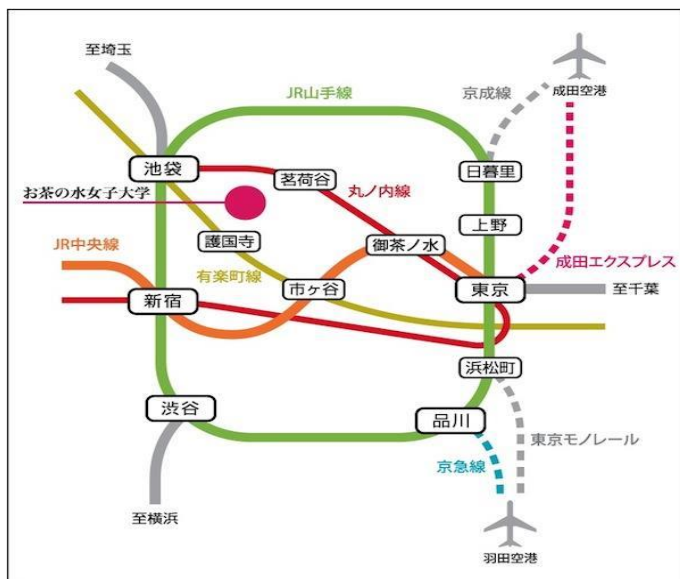 至埼玉
JR山手線
京成線
成田空港
池袋
茗荷谷
丸ノ内線
日暮里
お茶の水女子大学
上野
護国寺
御茶ノ水
JR中央線
成田エクスプレス
有楽町線
市ヶ谷
新宿
東京
至千葉
浜松町
渋谷
品川
東京モノレール
京急線
至横浜
羽田空港